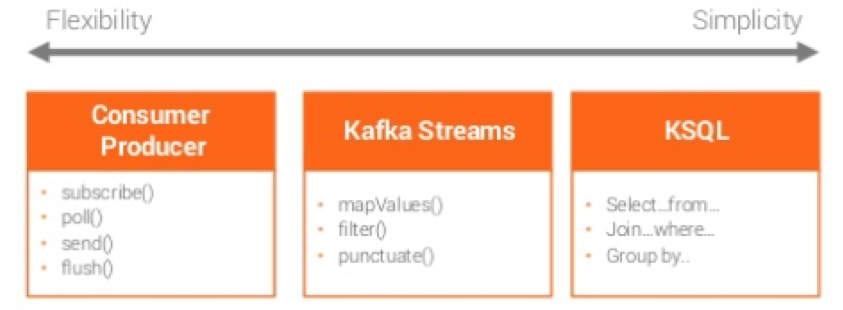 Flexibility
Simplicity
Consumer
Producer
• subscribe()
• poll()
• send()
• flush()
Kafka Streams
• mapValues()
• filter()
• punctuate()
KSQL
• Select...from...
• Join...where...
• Group by..